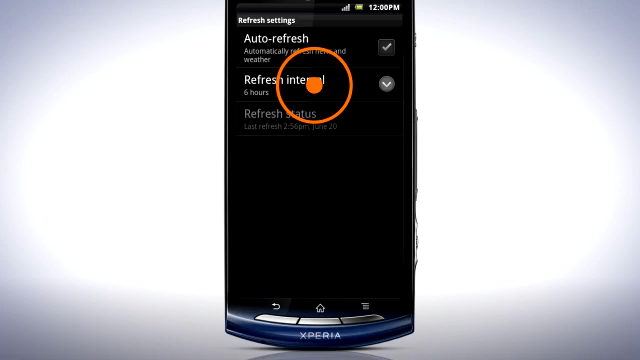 12:00PM
Refresh settings
Auto-refresh
Automatically refresh news and
weather
Refresh interval
6 hours
Refresh status
Last refresh 2:56pm, June 20
XPERIA